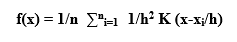 f(x) = 1/n ∑ⁿᵢ₌₁ 1/h² K (x-xᵢ/h)